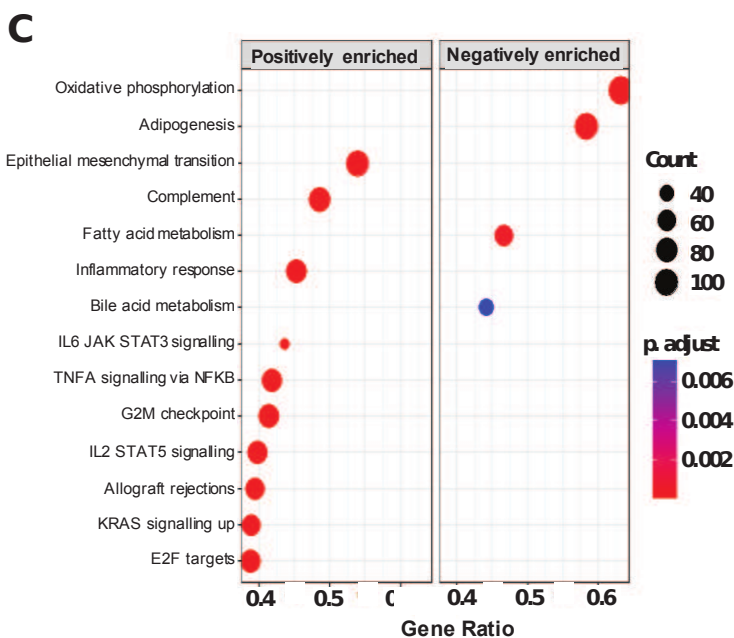 C
Positively enriched
Negatively enriched
Oxidative phosphorylation
Adipogenesis
Epithelial mesenchymal transition
Complement
Fatty acid metabolism
Inflammatory response
Bile acid metabolism
IL6 JAK STAT3 signalling
TNFA signalling via NFKB
G2M checkpoint
IL2 STAT5 signalling
Allograft rejections
KRAS signalling up
E2F targets
0.4 0.5
0.4 0.5 0.6
Gene Ratio
Count
40
60
80
100
p. adjust
0.006
0.004
0.002